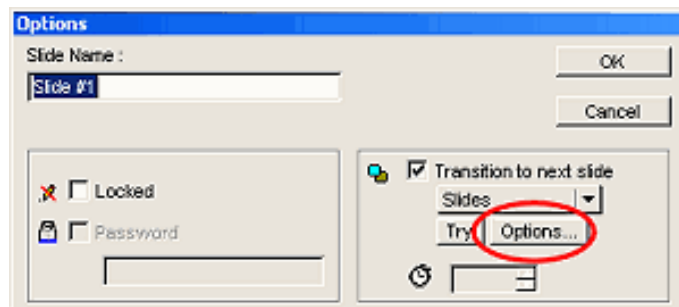 Options
Slide Name :
OK
Slide #1
Cancel
Transition to next slide
Locked
Slides
Password
Try
Options...